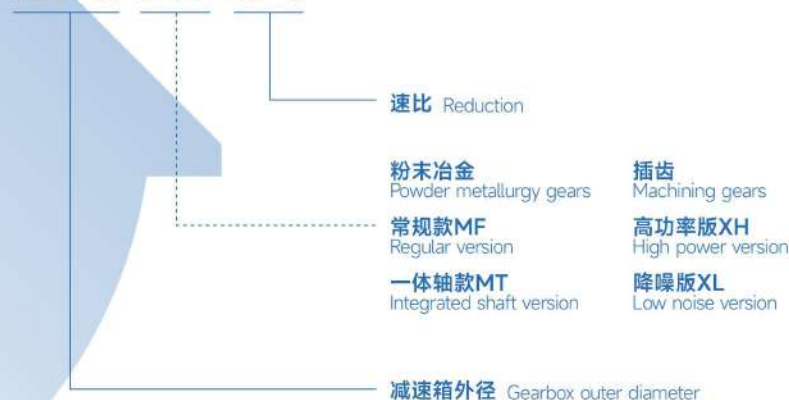 速比 Reduction
粉末冶金 插齿
Powder metallurgy gears Machining gears
常规款MF 高功率版XH
Regular version High power version
一体轴款MT 降噪版XL
Integrated shaft version Low noise version
减速箱外径 Gearbox outer diameter